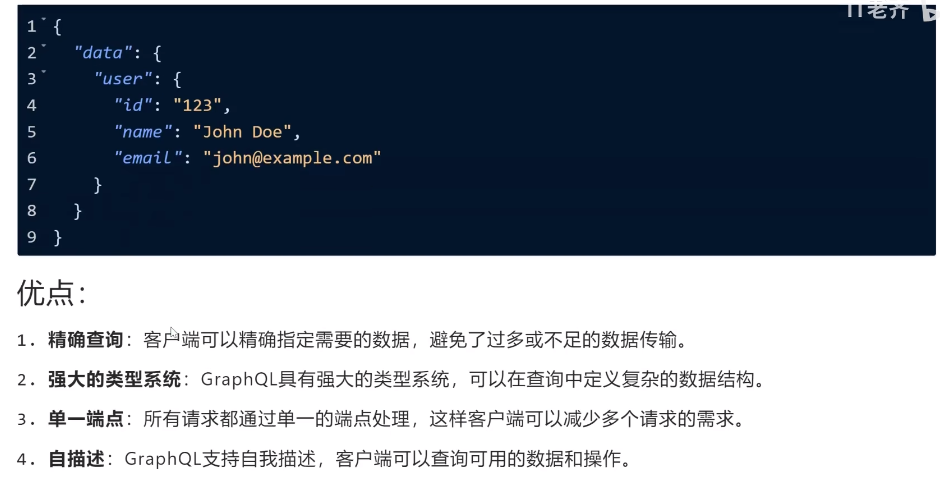 IT老齐
1 {
2 "data": {
3 "user": {
4 "id": "123",
5 "name": "John Doe",
6 "email": "john@example.com"
7 }
8 }
9 }
优点：
1. 精确查询：客户端可以精确指定需要的数据，避免了过多或不足的数据传输。
2. 强大的类型系统：GraphQL具有强大的类型系统，可以在查询中定义复杂的数据结构。
3. 单一端点：所有请求都通过单一的端点处理，这样客户端可以减少多个请求的需求。
4. 自描述：GraphQL支持自我描述，客户端可以查询可用的数据和操作。